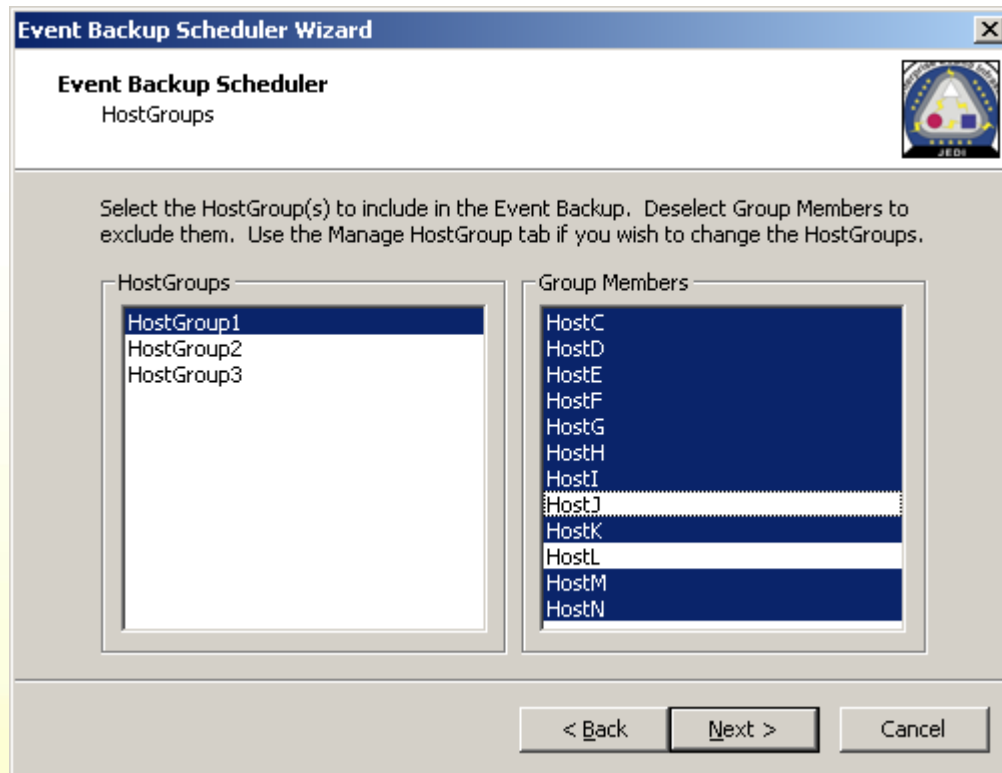 Event Backup Scheduler Wizard
Event Backup Scheduler
HostGroups
JEDI
Select the HostGroup(s) to include in the Event Backup. Deselect Group Members to
exclude them. Use the Manage HostGroup tab if you wish to change the HostGroups.
HostGroups
HostGroup1
HostGroup2
HostGroup3
Group Members
HostC
HostD
HostE
HostF
HostG
HostH
HostI
HostJ
HostK
HostL
HostM
HostN
< Back
Next >
Cancel